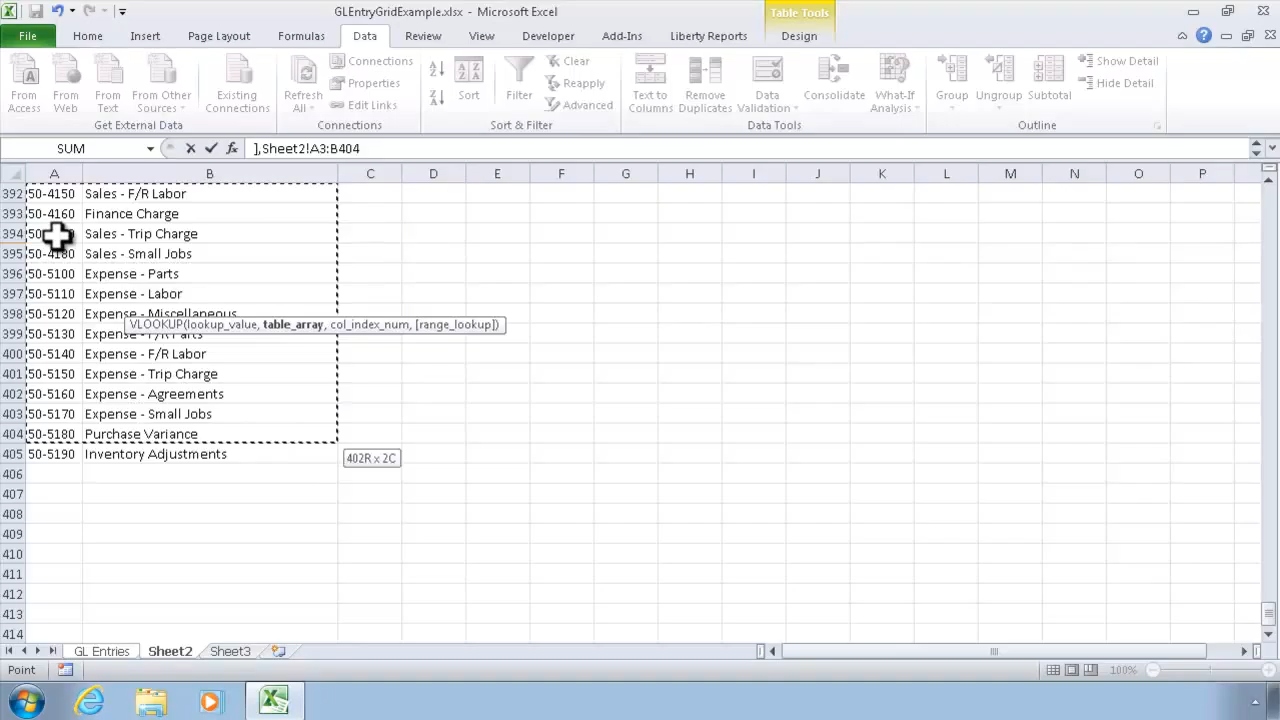 GLEntryGridExample.xlsx - Microsoft Excel
Table Tools
File Home Insert Page Layout Formulas Data Review View Developer Add-Ins Liberty Reports Design
From Access
From Web
From Text
From Other Sources
Existing Connections
Get External Data
Refresh All
Connections
Properties
Edit Links
Connections
Sort
Filter
Clear
Reapply
Advanced
Sort & Filter
Text to Columns
Remove Duplicates
Data Validation
Consolidate
What-If Analysis
Data Tools
Group
Ungroup
Subtotal
Show Detail
Hide Detail
Outline
SUM fx ],Sheet2!A3:B404
A B C D E F G H I J K L M N O P
392 50-4150 Sales - F/R Labor
393 50-4160 Finance Charge
394 Sales - Trip Charge
395 50-4180 Sales - Small Jobs
396 50-5100 Expense - Parts
397 50-5110 Expense - Labor
398 50-5120 Expense - Miscellaneous
VLOOKUP(lookup_value, table_array, col_index_num, [range_lookup])
399 50-5130 Expense - F/R Parts
400 50-5140 Expense - F/R Labor
401 50-5150 Expense - Trip Charge
402 50-5160 Expense - Agreements
403 50-5170 Expense - Small Jobs
404 50-5180 Purchase Variance
405 50-5190 Inventory Adjustments
402R x 2C
406
407
408
409
410
411
412
413
414
GL Entries Sheet2 Sheet3
Point 100%